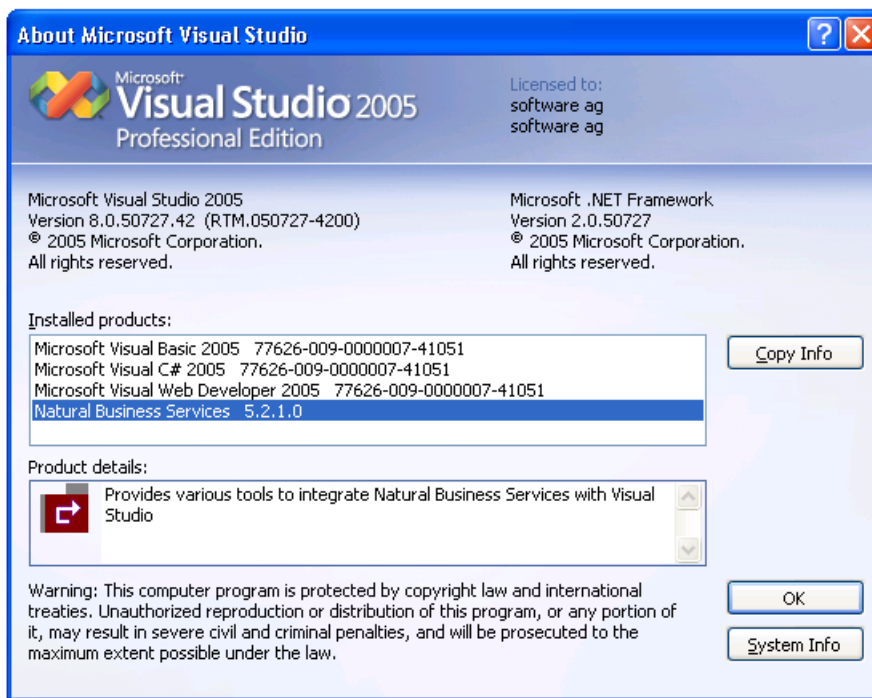 About Microsoft Visual Studio
Microsoft
Visual Studio 2005
Professional Edition
Licensed to:
software ag
software ag
Microsoft Visual Studio 2005
Version 8.0.50727.42 (RTM.050727-4200)
© 2005 Microsoft Corporation.
All rights reserved.
Microsoft .NET Framework
Version 2.0.50727
© 2005 Microsoft Corporation.
All rights reserved.
Installed products:
Microsoft Visual Basic 2005 77626-009-0000007-41051
Microsoft Visual C# 2005 77626-009-0000007-41051
Microsoft Visual Web Developer 2005 77626-009-0000007-41051
Natural Business Services 5.2.1.0
Copy Info
Product details:
Provides various tools to integrate Natural Business Services with Visual
Studio
Warning: This computer program is protected by copyright law and international
treaties. Unauthorized reproduction or distribution of this program, or any portion of
it, may result in severe civil and criminal penalties, and will be prosecuted to the
maximum extent possible under the law.
OK
System Info